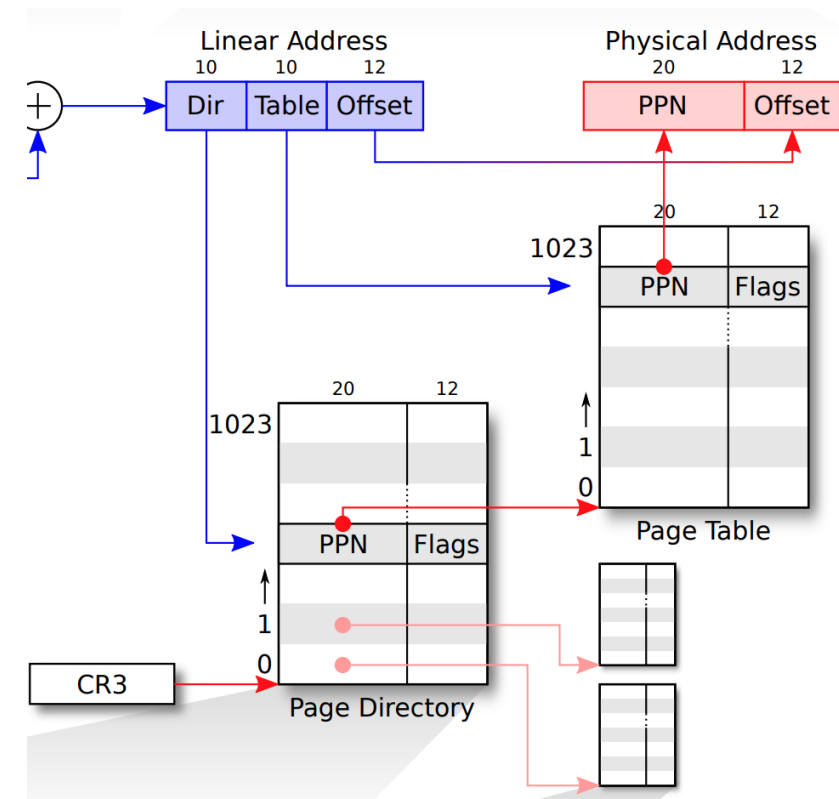 Linear Address
10 10 12
Dir Table Offset
Physical Address
20 12
PPN Offset
20 12
1023
PPN Flags
1
0
Page Table
20 12
1023
PPN Flags
1
0
Page Directory
CR3